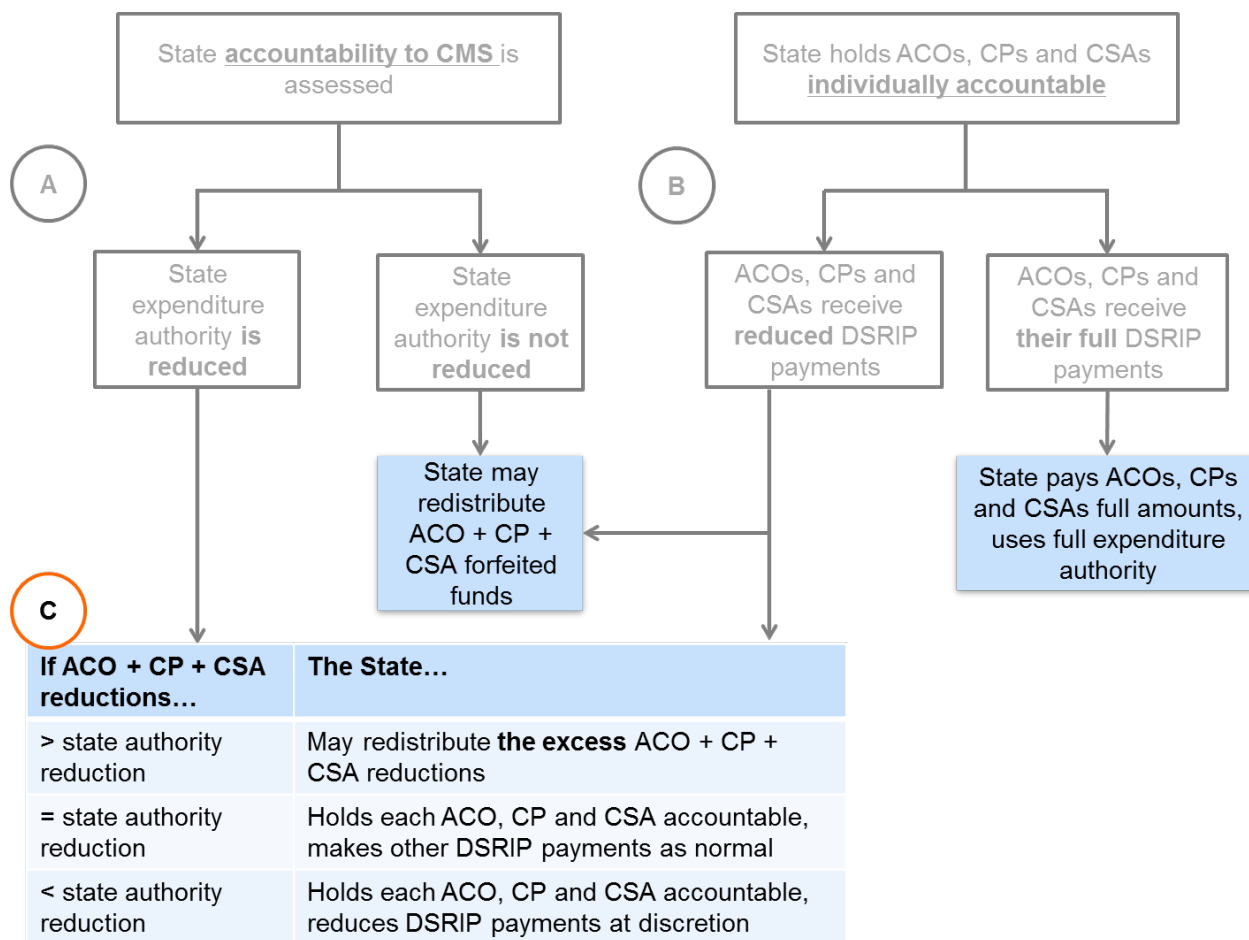 State accountability to CMS is
assessed
State holds ACOs, CPs and CSAs
individually accountable
A
B
State
expenditure
authority is
reduced
State
expenditure
authority is not
reduced
ACOs, CPs and
CSAs receive
reduced DSRIP
payments
ACOs, CPs and
CSAs receive
their full DSRIP
payments
State may
redistribute
ACO + CP +
CSA forfeited
funds
State pays ACOs, CPs
and CSAs full amounts,
uses full expenditure
authority
C
If ACO + CP + CSA
reductions…
The State…
> state authority
reduction
May redistribute the excess ACO + CP +
CSA reductions
= state authority
reduction
Holds each ACO, CP and CSA accountable,
makes other DSRIP payments as normal
< state authority
reduction
Holds each ACO, CP and CSA accountable,
reduces DSRIP payments at discretion